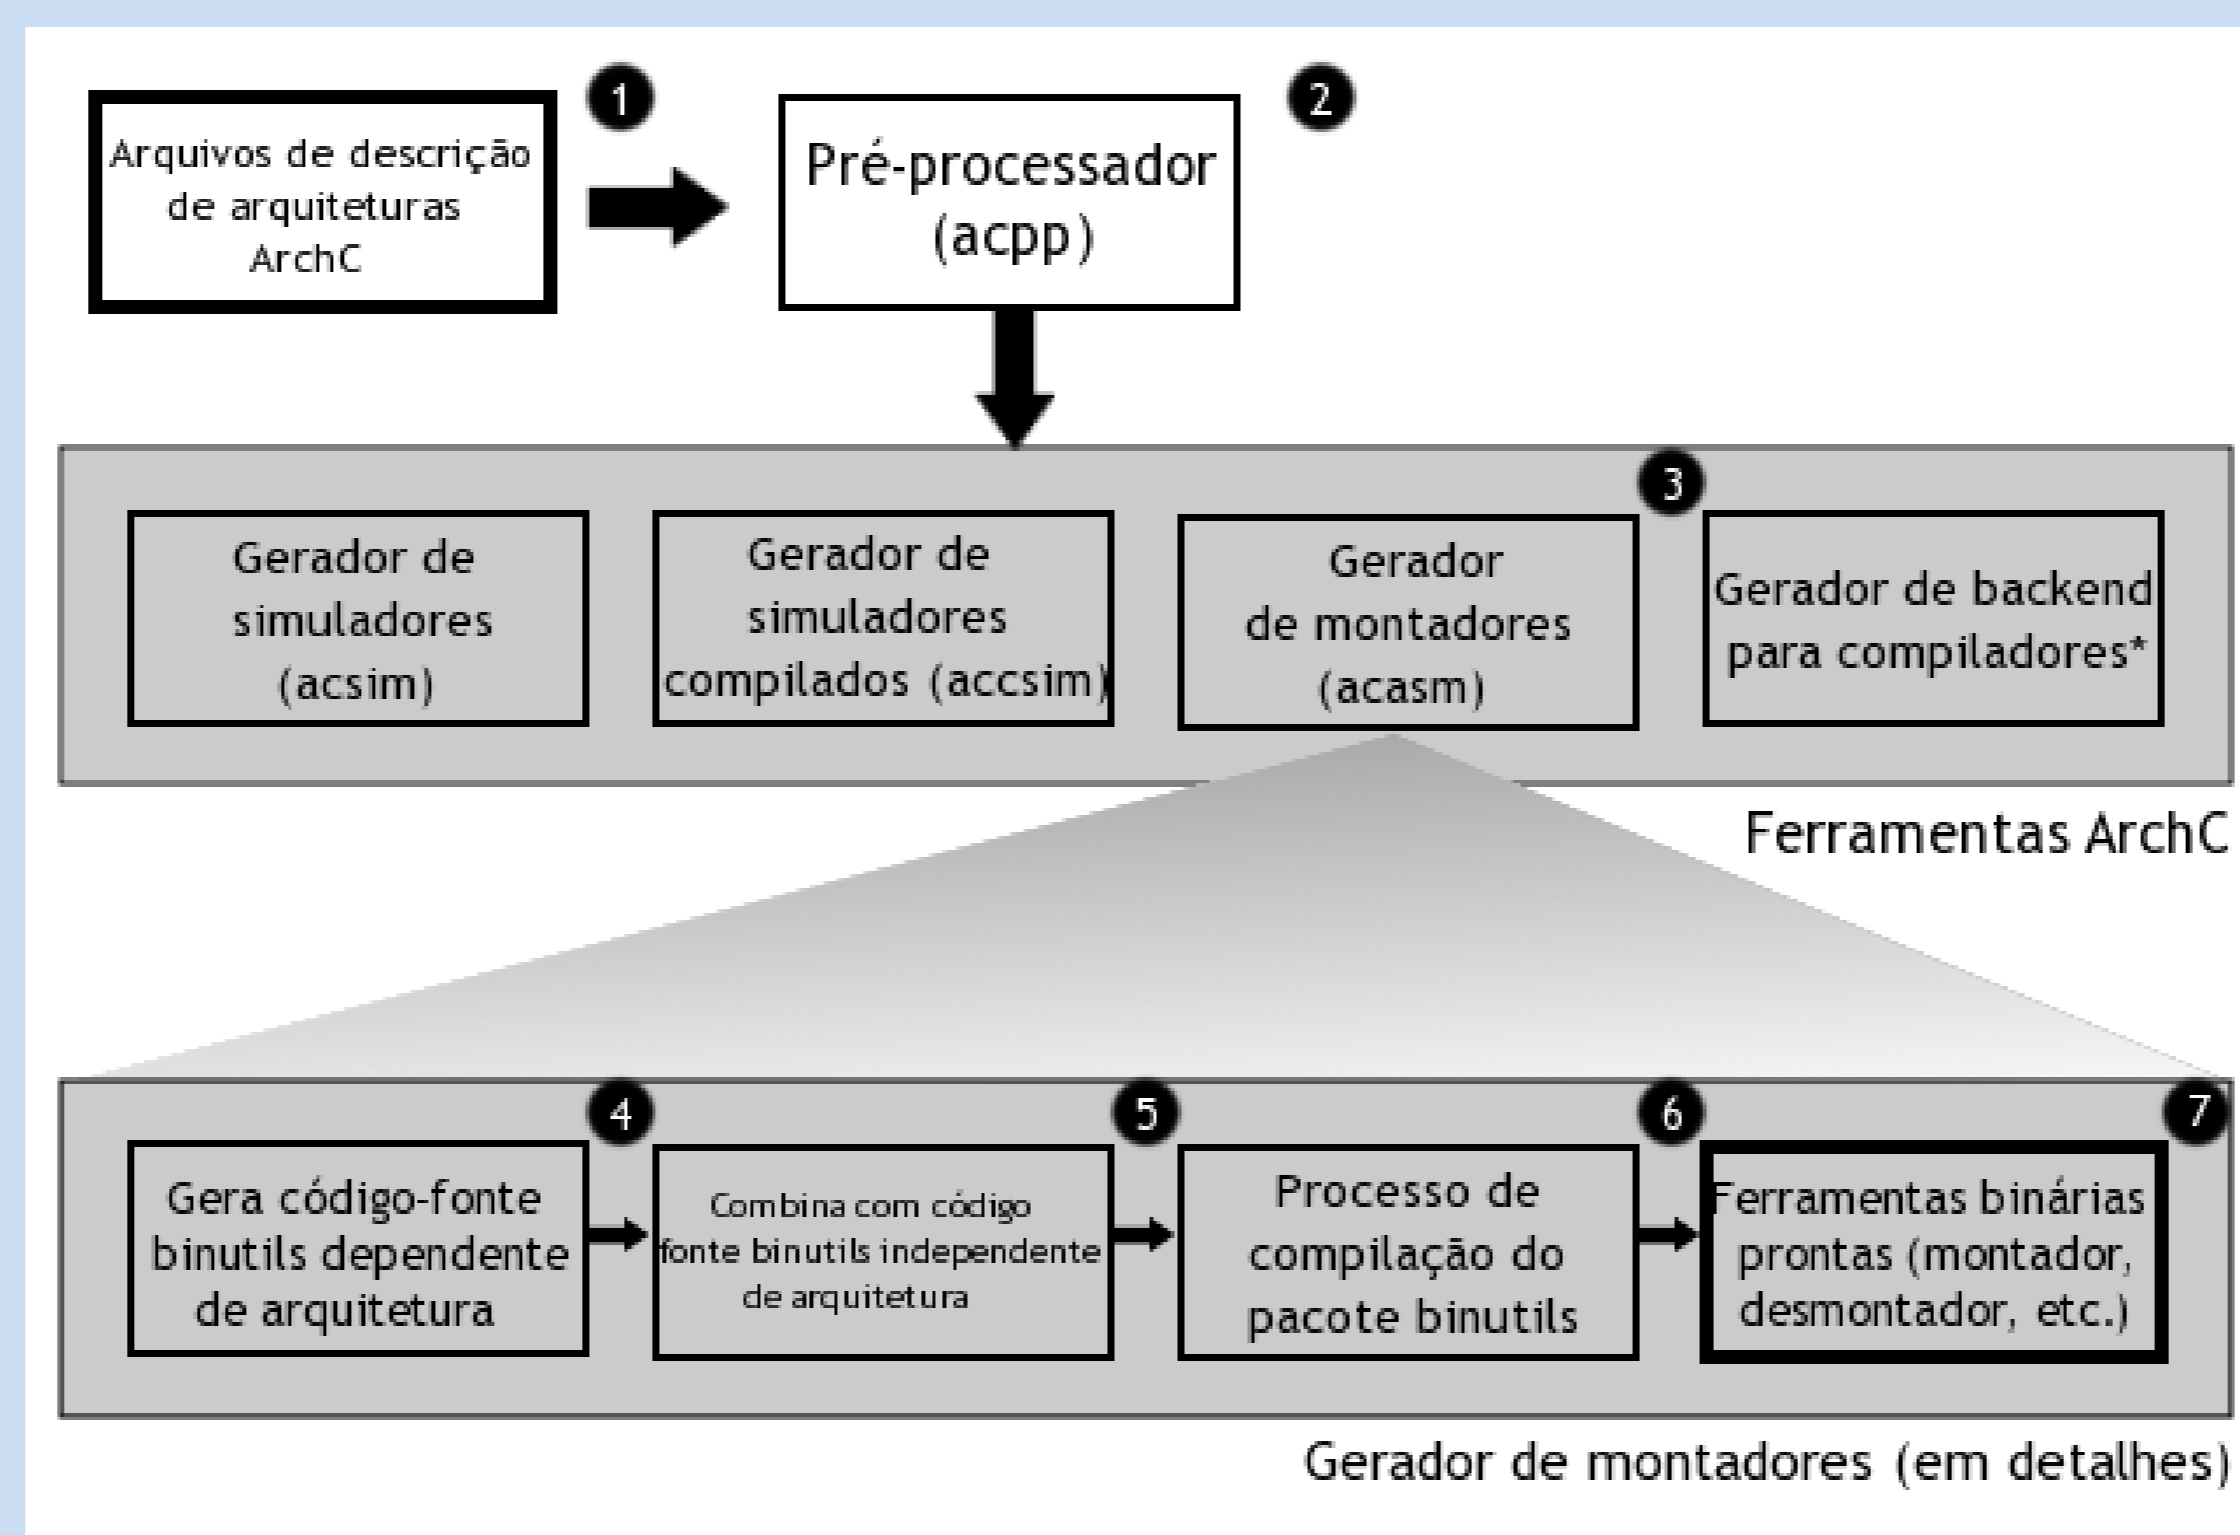 1
Arquivos de descrição
de arquiteturas
ArchC
2
Pré-processador
(acpp)
Gerador de
simuladores
(acsim)
Gerador de
simuladores
compilados (accsim)
3
Gerador
de montadores
(acasm)
Gerador de backend
para compiladores*
Ferramentas ArchC
4
Gera código-fonte
binutils dependente
de arquitetura
5
Combina com código
fonte binutils independente
de arquitetura
6
Processo de
compilação do
pacote binutils
7
Ferramentas binárias
prontas (montador,
desmontador, etc.)
Gerador de montadores (em detalhes)